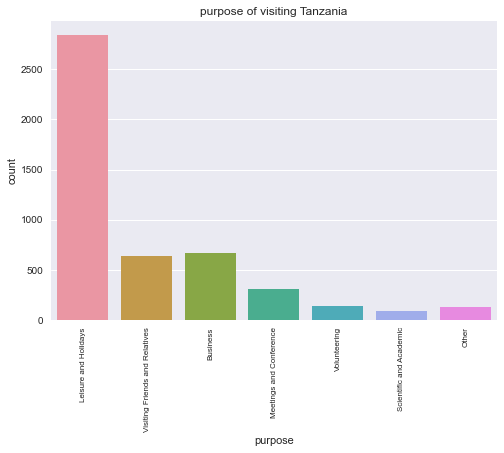 purpose of visiting Tanzania
2500
2000
1500
1000
500
0
count
Leisure and Holidays
Visiting Friends and Relatives
Business
Meetings and Conference
Volunteering
Scientific and Academic
Other
purpose